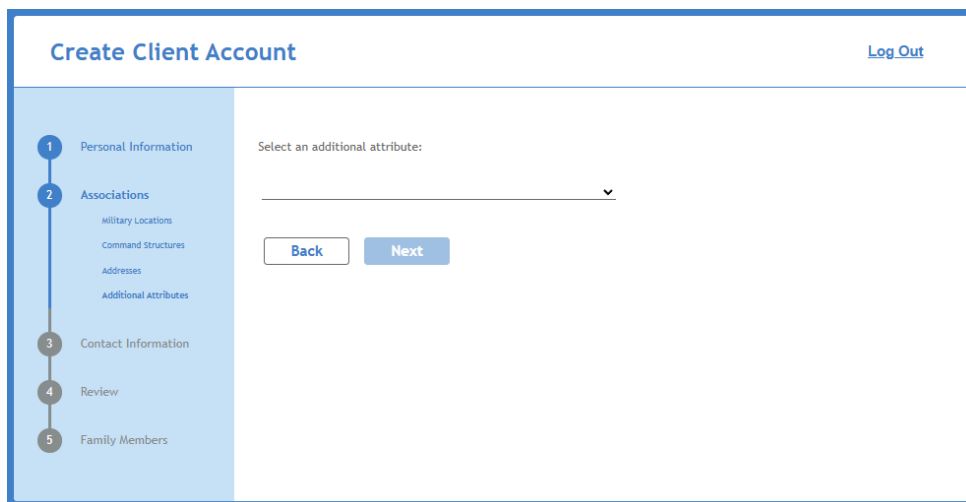 Create Client Account
Log Out
1 Personal Information
2 Associations
Military Locations
Command Structures
Addresses
Additional Attributes
3 Contact Information
4 Review
5 Family Members
Select an additional attribute:
Back
Next